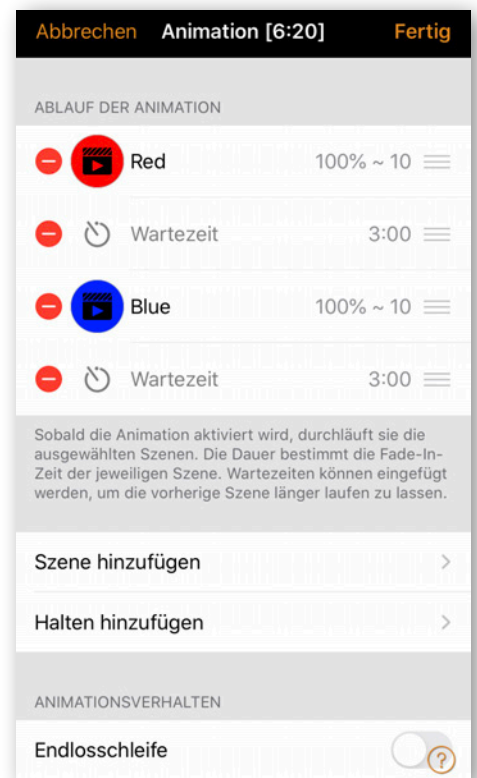 Abbrechen Animation [6:20] Fertig
ABLAUF DER ANIMATION
Red 100% ~ 10
Wartezeit 3:00
Blue 100% ~ 10
Wartezeit 3:00
Sobald die Animation aktiviert wird, durchläuft sie die
ausgewählten Szenen. Die Dauer bestimmt die Fade-In-
Zeit der jeweiligen Szene. Wartezeiten können eingefügt
werden, um die vorherige Szene länger laufen zu lassen.
Szene hinzufügen
Halten hinzufügen
ANIMATIONSVERHALTEN
Endlosschleife ?